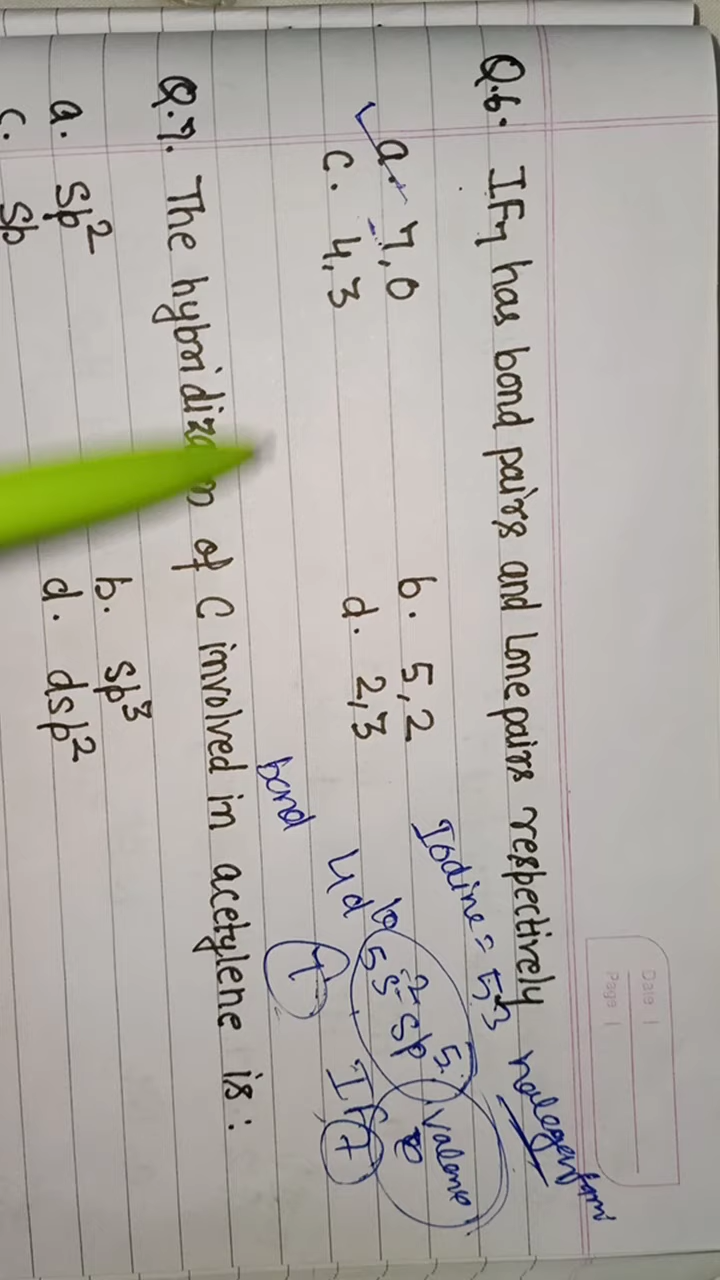 Date |
Page |
Q.6. IF7 has bond pairs and lone pairs respectively
a. 7,0 b. 5,2
c. 4,3 d. 2,3
Iodine = 53
4d10 5s2 5p5 valence
bond 7 IF7
Q.7. The hybridiza on of C involved in acetylene is :
a. sp2 b. sp3
c. sp d. dsp2